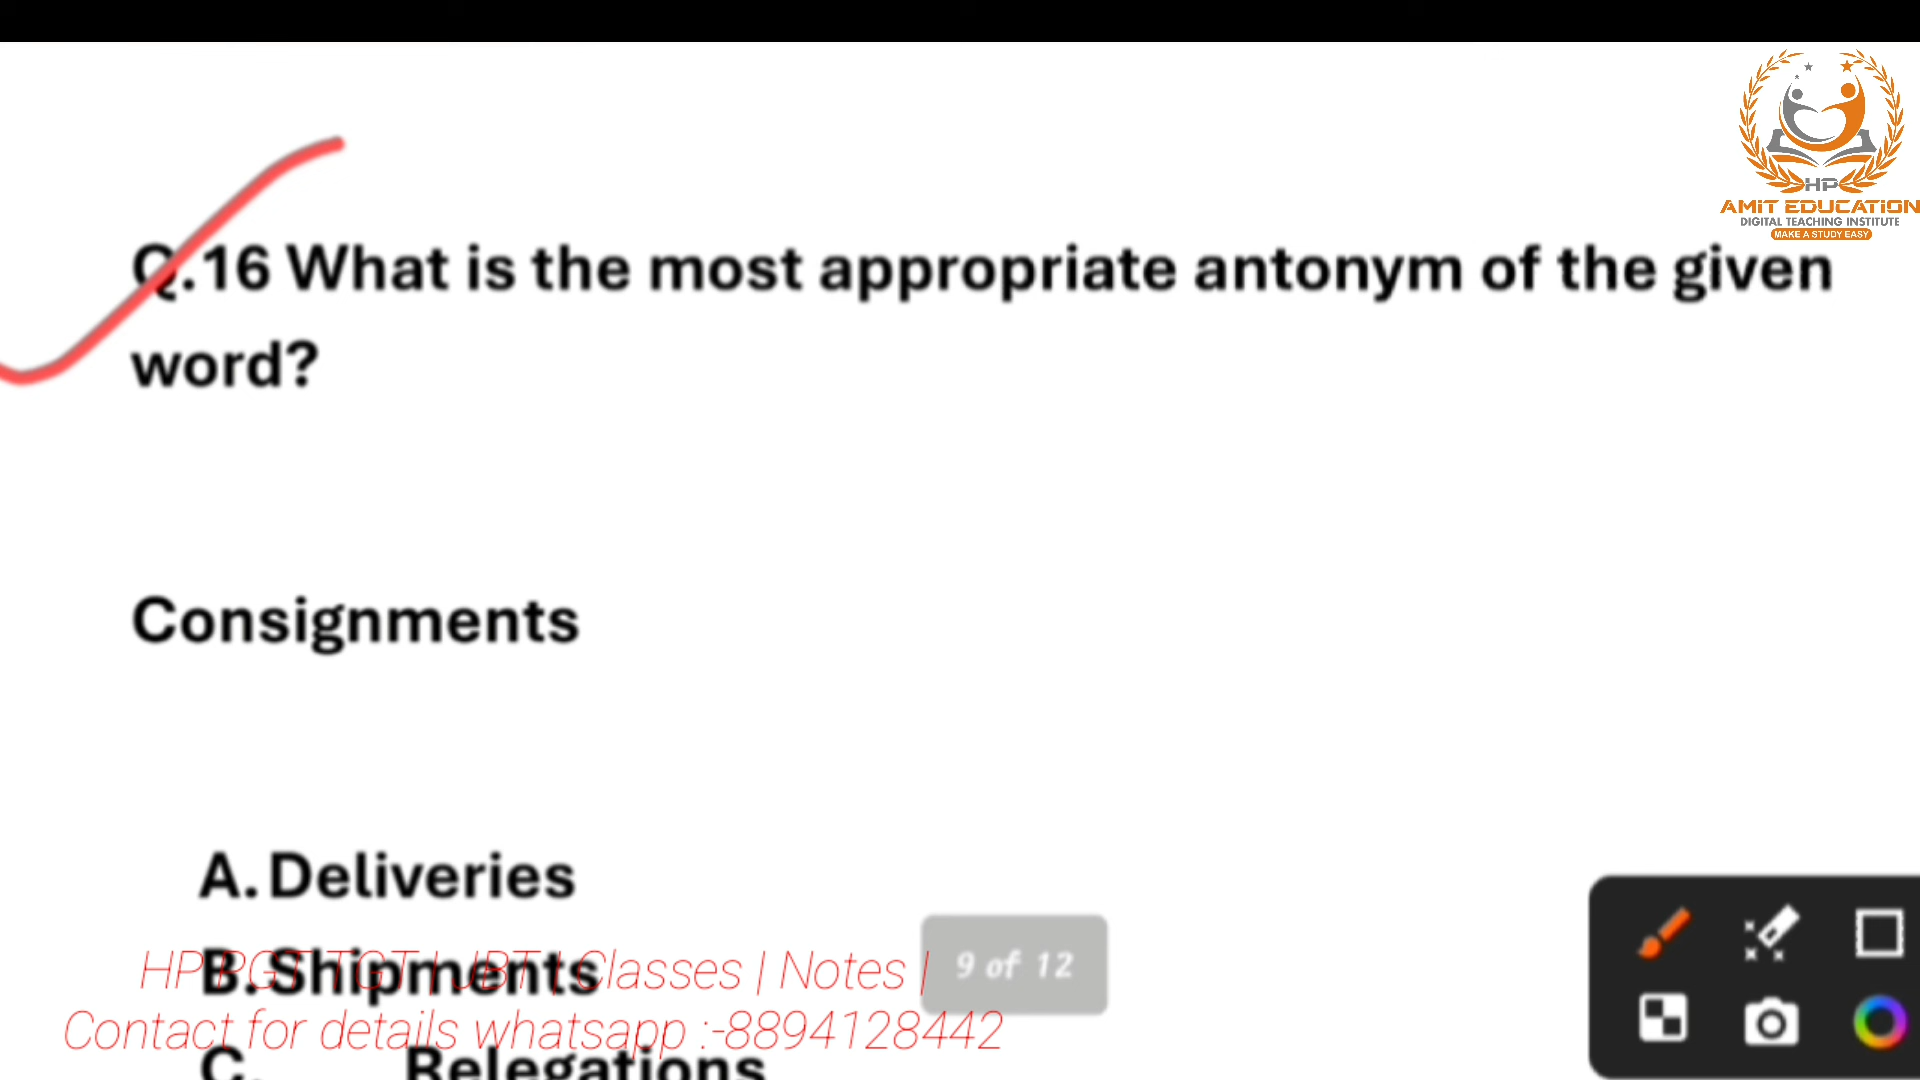 HP
AMIT EDUCATION
DIGITAL TEACHING INSTITUTE
MAKE A STUDY EASY
Q.16 What is the most appropriate antonym of the given
word?
Consignments
A. Deliveries
B. Shipments
C. Relegations
HP PGT TGT | JBT | Classes | Notes |
Contact for details whatsapp :-8894128442
9 of 12